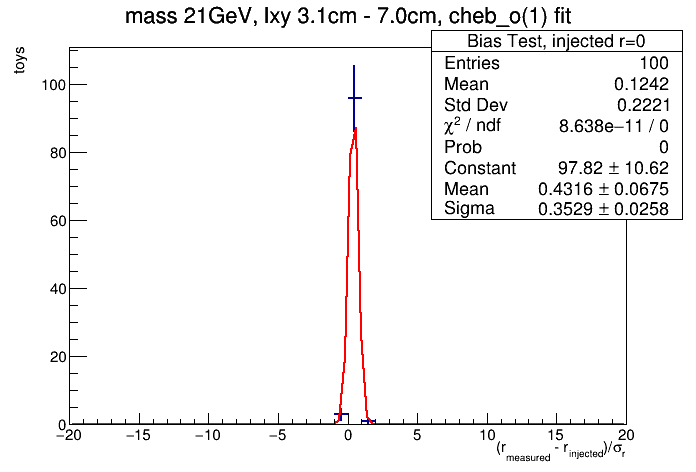 mass 21GeV, lxy 3.1cm - 7.0cm, cheb_o(1) fit
Bias Test, injected r=0
Entries 100
Mean 0.1242
Std Dev 0.2221
χ² / ndf 8.638e−11 / 0
Prob 0
Constant 97.82 ± 10.62
Mean 0.4316 ± 0.0675
Sigma 0.3529 ± 0.0258
toys
100
80
60
40
20
0
−20 −15 −10 −5 0 5 10 15 20
(r_measured - r_injected)/σ_r